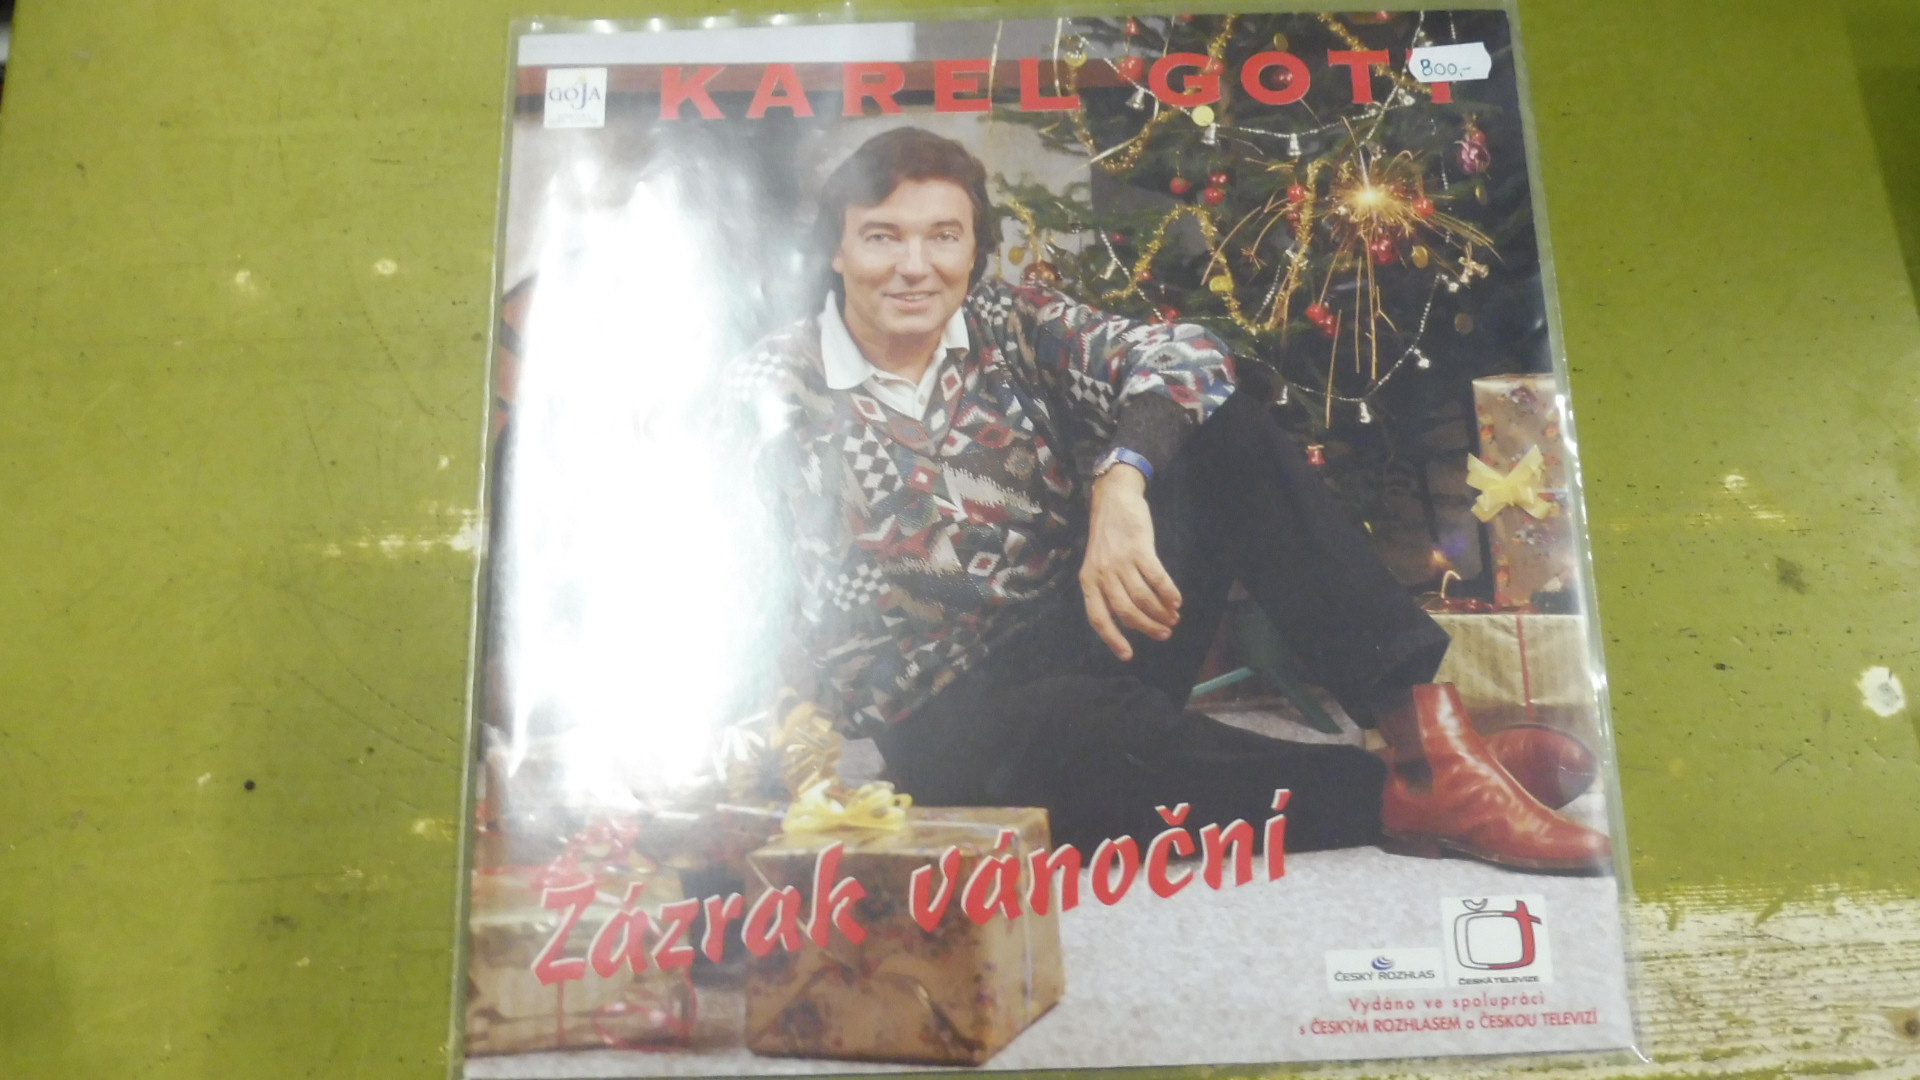 KAREL GOTT
800,-
GOJA
Zázrak vánoční
ČESKÝ ROZHLAS
ČESKÁ TELEVIZE
Vydáno ve spolupráci
s ČESKÝM ROZHLASEM a ČESKOU TELEVIZÍ